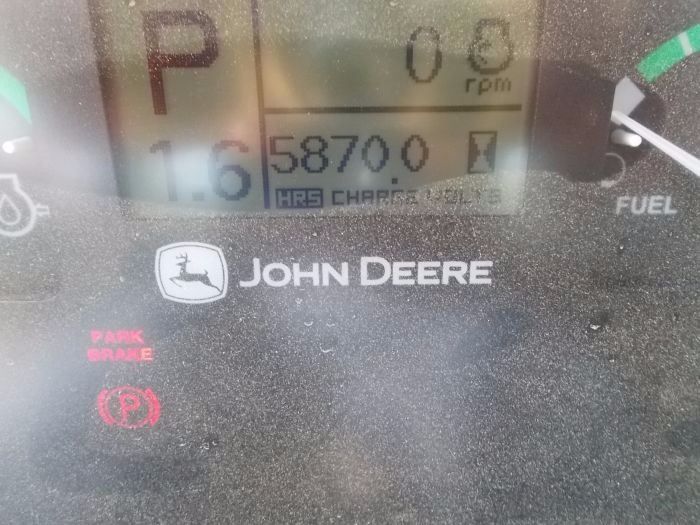 P
0
rpm
1.6
5870.0
HRS CHARGE VOLTS
FUEL
JOHN DEERE
PARK
BRAKE
P